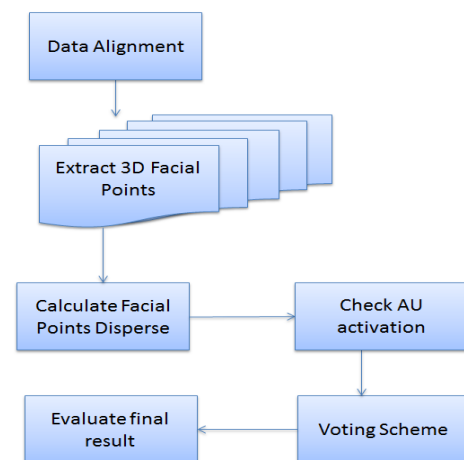 Data Alignment
Extract 3D Facial
Points
Calculate Facial
Points Disperse
Check AU
activation
Voting Scheme
Evaluate final
result